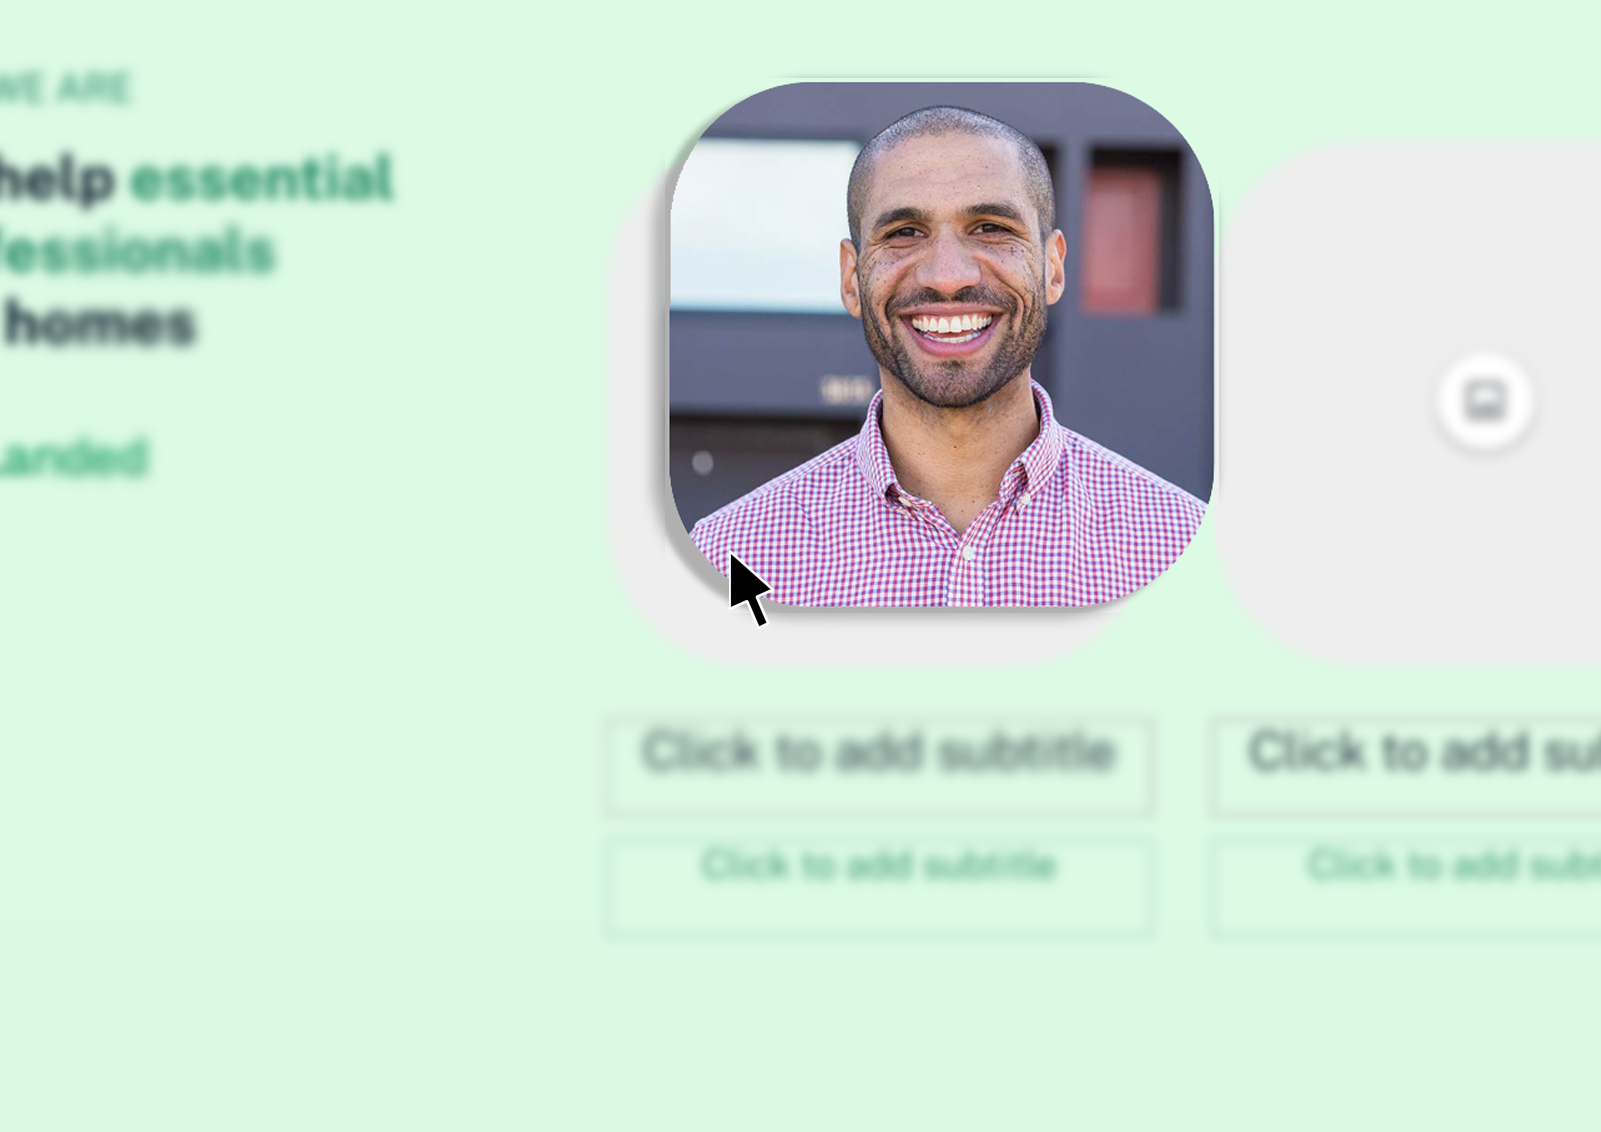 WE ARE
help essential
fessionals
homes
Landed
Click to add subtitle
Click to add sub
Click to add subtitle
Click to add subt